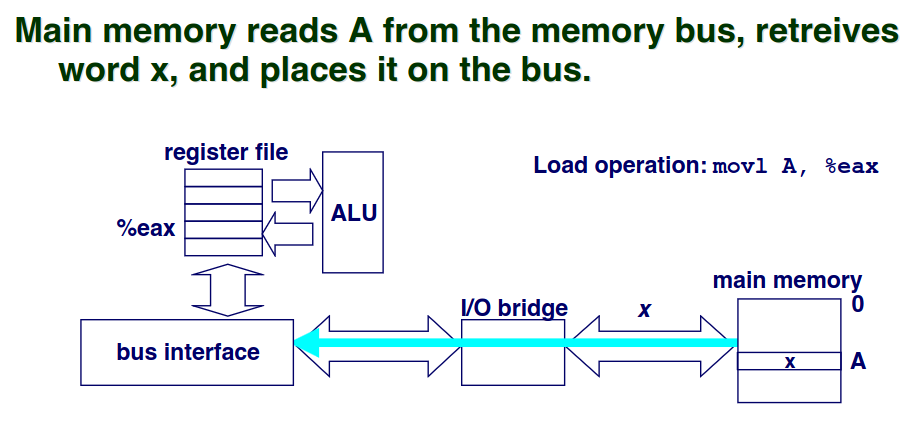 Main memory reads A from the memory bus, retreives
word x, and places it on the bus.
register file
Load operation: movl A, %eax
ALU
%eax
main memory
I/O bridge
x
0
bus interface
x
A